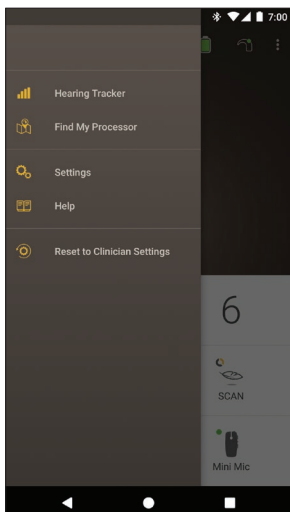 7:00
Hearing Tracker
Find My Processor
Settings
Help
Reset to Clinician Settings
6
SCAN
Mini Mic